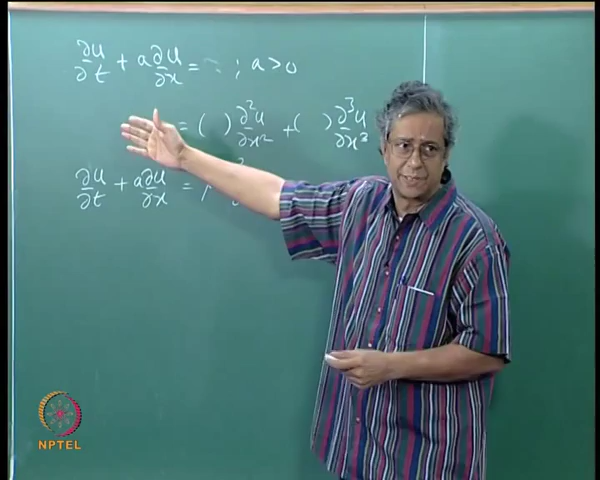 ∂u/∂t + a ∂u/∂x = ; a > 0
= ( ) ∂²u/∂x² + ( ) ∂³u/∂x³
∂u/∂t + a ∂u/∂x =
NPTEL